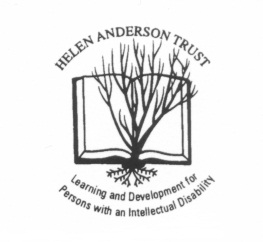 HELEN ANDERSON TRUST
Learning and Development for
Persons with an Intellectual Disability